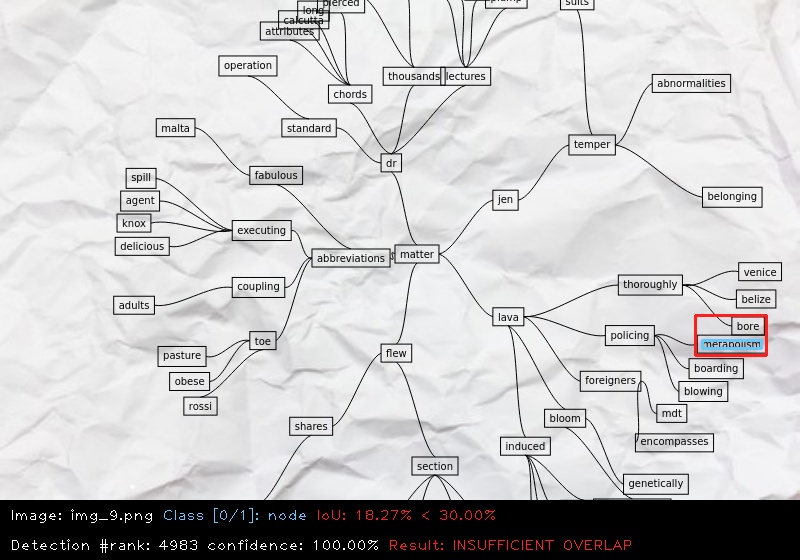 pierced
long
calcutta
attributes
suits
operation
thousands
lectures
abnormalities
chords
malta
standard
temper
dr
spill
fabulous
agent
jen
belonging
knox
executing
delicious
abbreviations
matter
venice
coupling
thoroughly
belize
adults
lava
bore
policing
metabolism
toe
pasture
flew
boarding
obese
foreigners
blowing
rossi
mdt
bloom
shares
encompasses
induced
section
genetically
Image: img_9.png Class [0/1]: node IoU: 18.27% < 30.00%
Detection #rank: 4983 confidence: 100.00% Result: INSUFFICIENT OVERLAP